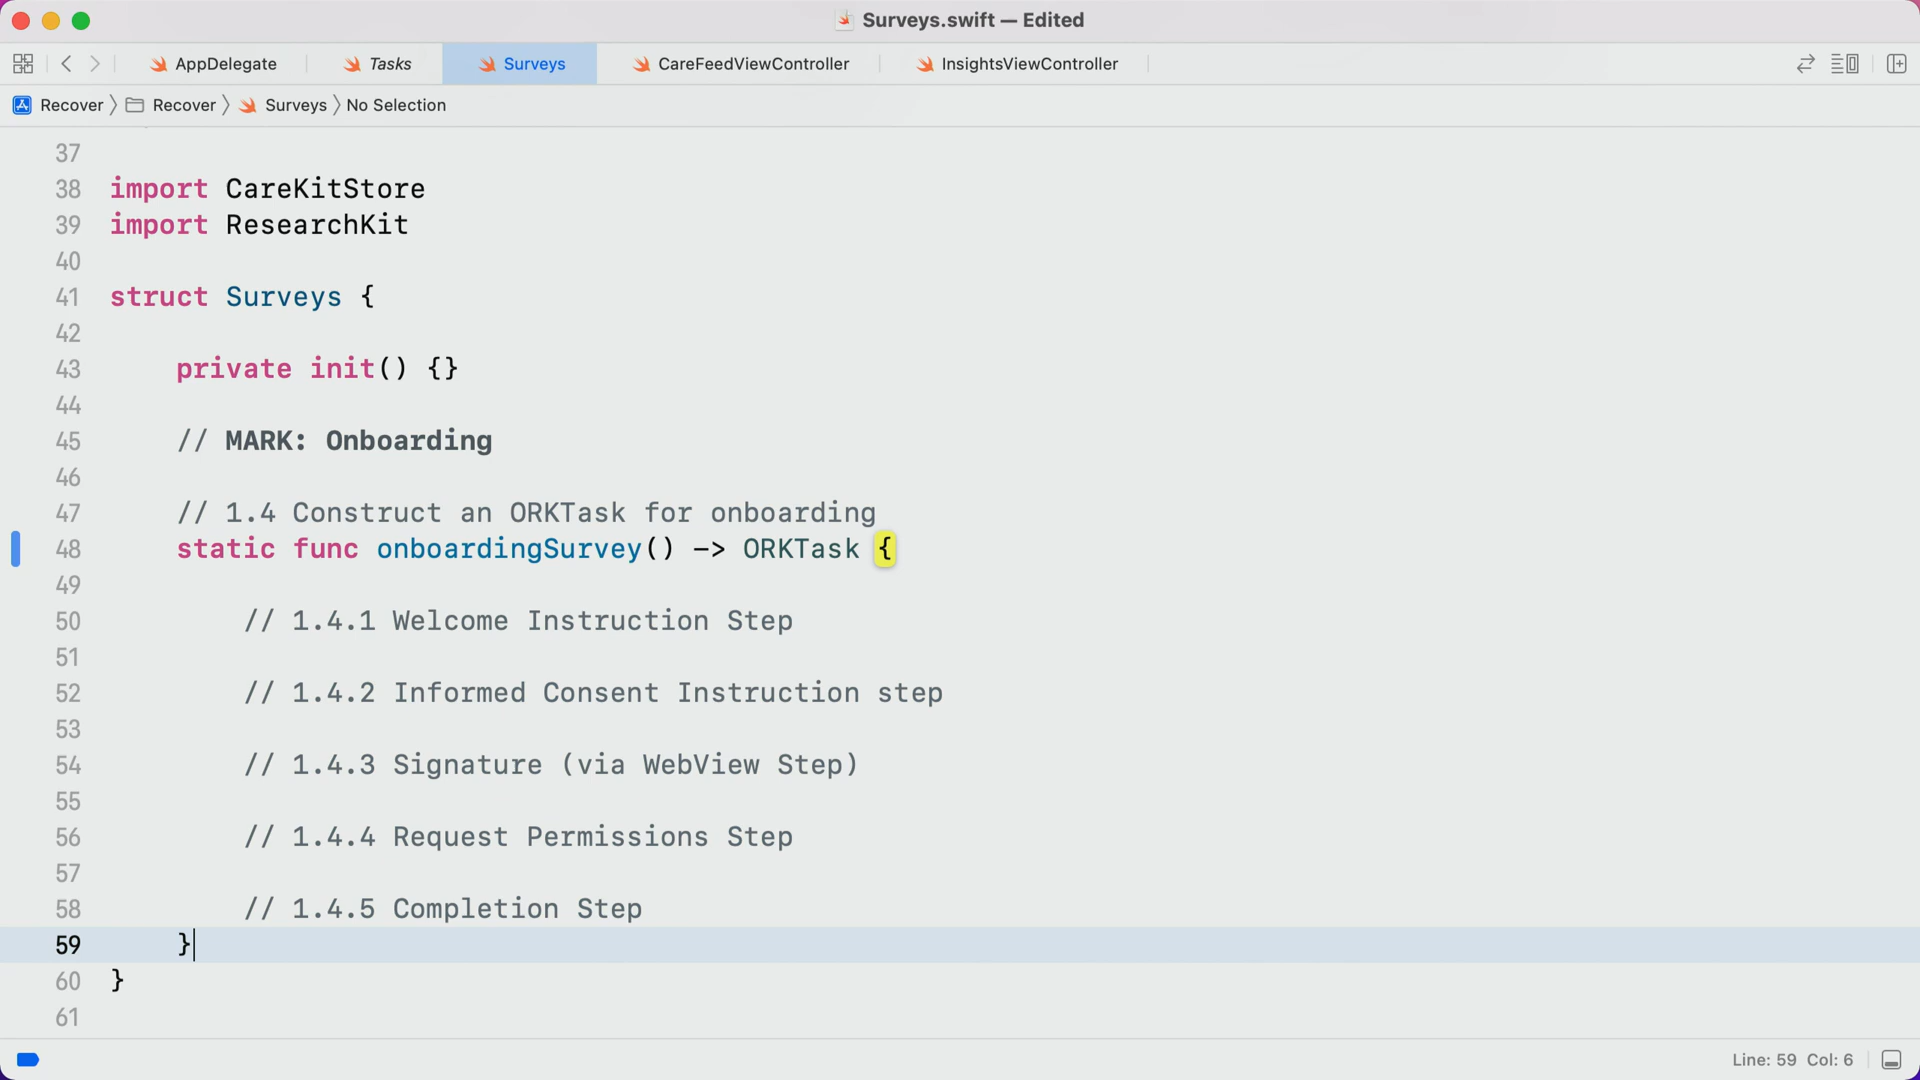 Surveys.swift — Edited
AppDelegate
Tasks
Surveys
CareFeedViewController
InsightsViewController
Recover 〉 Recover 〉 Surveys 〉 No Selection
37
38 import CareKitStore
39 import ResearchKit
40
41 struct Surveys {
42
43 private init() {}
44
45 // MARK: Onboarding
46
47 // 1.4 Construct an ORKTask for onboarding
48 static func onboardingSurvey() -> ORKTask {
49
50 // 1.4.1 Welcome Instruction Step
51
52 // 1.4.2 Informed Consent Instruction step
53
54 // 1.4.3 Signature (via WebView Step)
55
56 // 1.4.4 Request Permissions Step
57
58 // 1.4.5 Completion Step
59 }
60 }
61
Line: 59 Col: 6